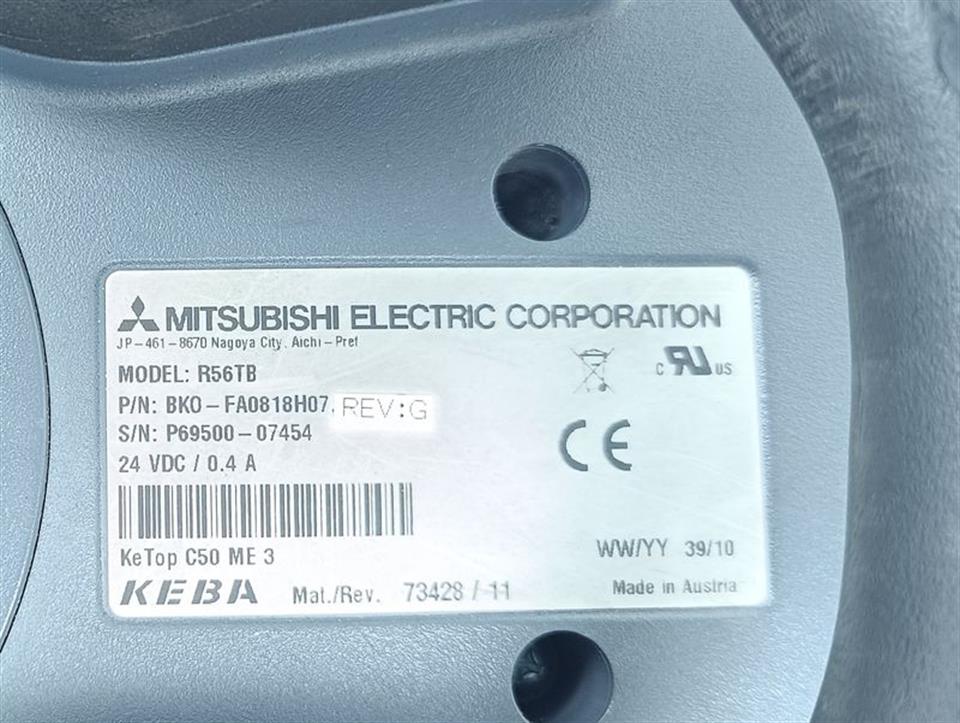 MITSUBISHI ELECTRIC CORPORATION
JP-461-8670 Nagoya City, Aichi-Pref
MODEL: R56TB
P/N: BKO-FA0818H07, REV:G
S/N: P69500-07454
24 VDC / 0.4 A
C UR US
CE
KeTop C50 ME 3
WW/YY 39/10
KEBA Mat./Rev. 73428 / 11 Made in Austria